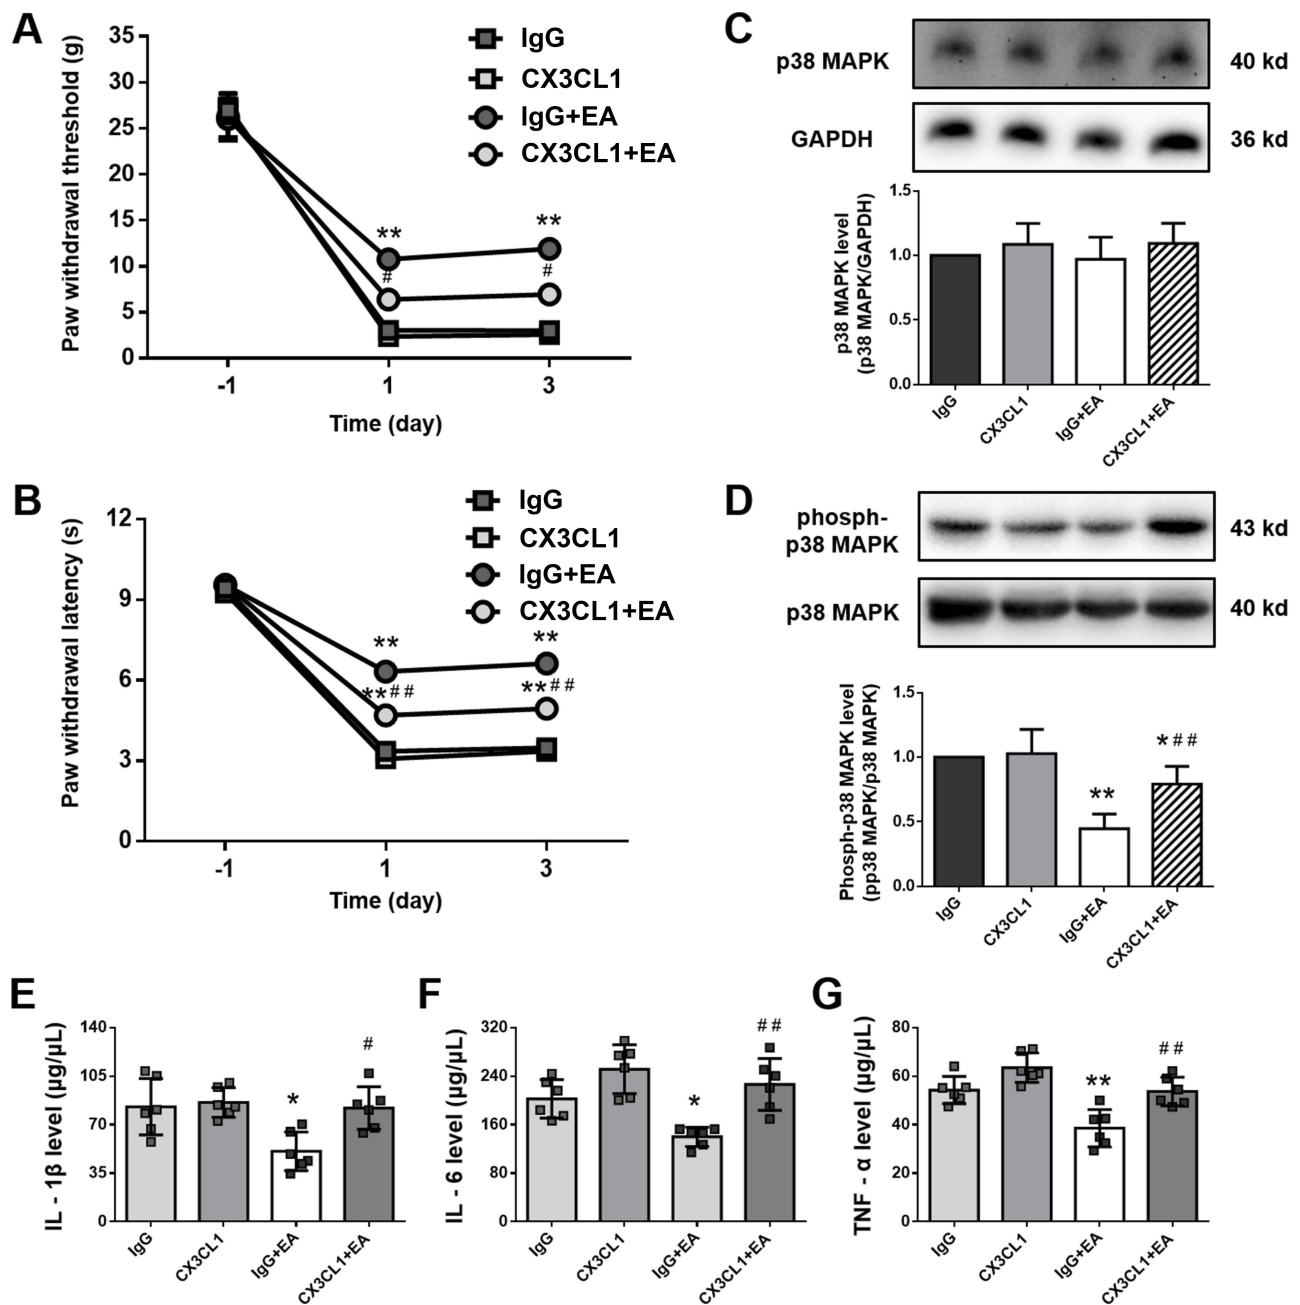 A
Paw withdrawal threshold (g)
35
30
25
20
15
10
5
0
IgG
CX3CL1
IgG+EA
CX3CL1+EA
**
**
#
#
-1
1
3
Time (day)
C
p38 MAPK
40 kd
GAPDH
36 kd
p38 MAPK level
(p38 MAPK/GAPDH)
1.5
1.0
0.5
0.0
IgG
CX3CL1
IgG+EA
CX3CL1+EA
B
Paw withdrawal latency (s)
12
9
6
3
0
IgG
CX3CL1
IgG+EA
CX3CL1+EA
**
**
**##
**##
-1
1
3
Time (day)
D
phosph-
p38 MAPK
43 kd
p38 MAPK
40 kd
Phosph-p38 MAPK level
(pp38 MAPK/p38 MAPK)
1.5
1.0
0.5
0.0
**
*##
IgG
CX3CL1
IgG+EA
CX3CL1+EA
E
IL - 1β level (µg/µL)
140
105
70
35
0
*
#
IgG
CX3CL1
IgG+EA
CX3CL1+EA
F
IL - 6 level (µg/µL)
320
240
160
80
0
*
##
IgG
CX3CL1
IgG+EA
CX3CL1+EA
G
TNF - α level (µg/µL)
80
60
40
20
0
**
##
IgG
CX3CL1
IgG+EA
CX3CL1+EA